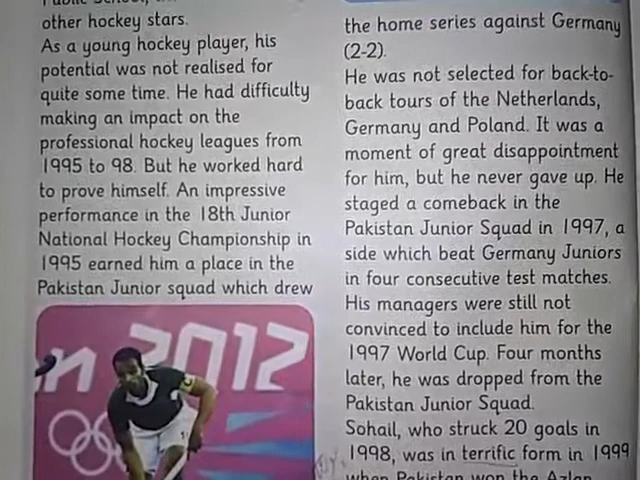 other hockey stars.
As a young hockey player, his
potential was not realised for
quite some time. He had difficulty
making an impact on the
professional hockey leagues from
1995 to 98. But he worked hard
to prove himself. An impressive
performance in the 18th Junior
National Hockey Championship in
1995 earned him a place in the
Pakistan Junior squad which drew
2012
the home series against Germany
(2-2).
He was not selected for back-to-
back tours of the Netherlands,
Germany and Poland. It was a
moment of great disappointment
for him, but he never gave up. He
staged a comeback in the
Pakistan Junior Squad in 1997, a
side which beat Germany Juniors
in four consecutive test matches.
His managers were still not
convinced to include him for the
1997 World Cup. Four months
later, he was dropped from the
Pakistan Junior Squad.
Sohail, who struck 20 goals in
1998, was in terrific form in 1999
when Pakistan won the Azlan